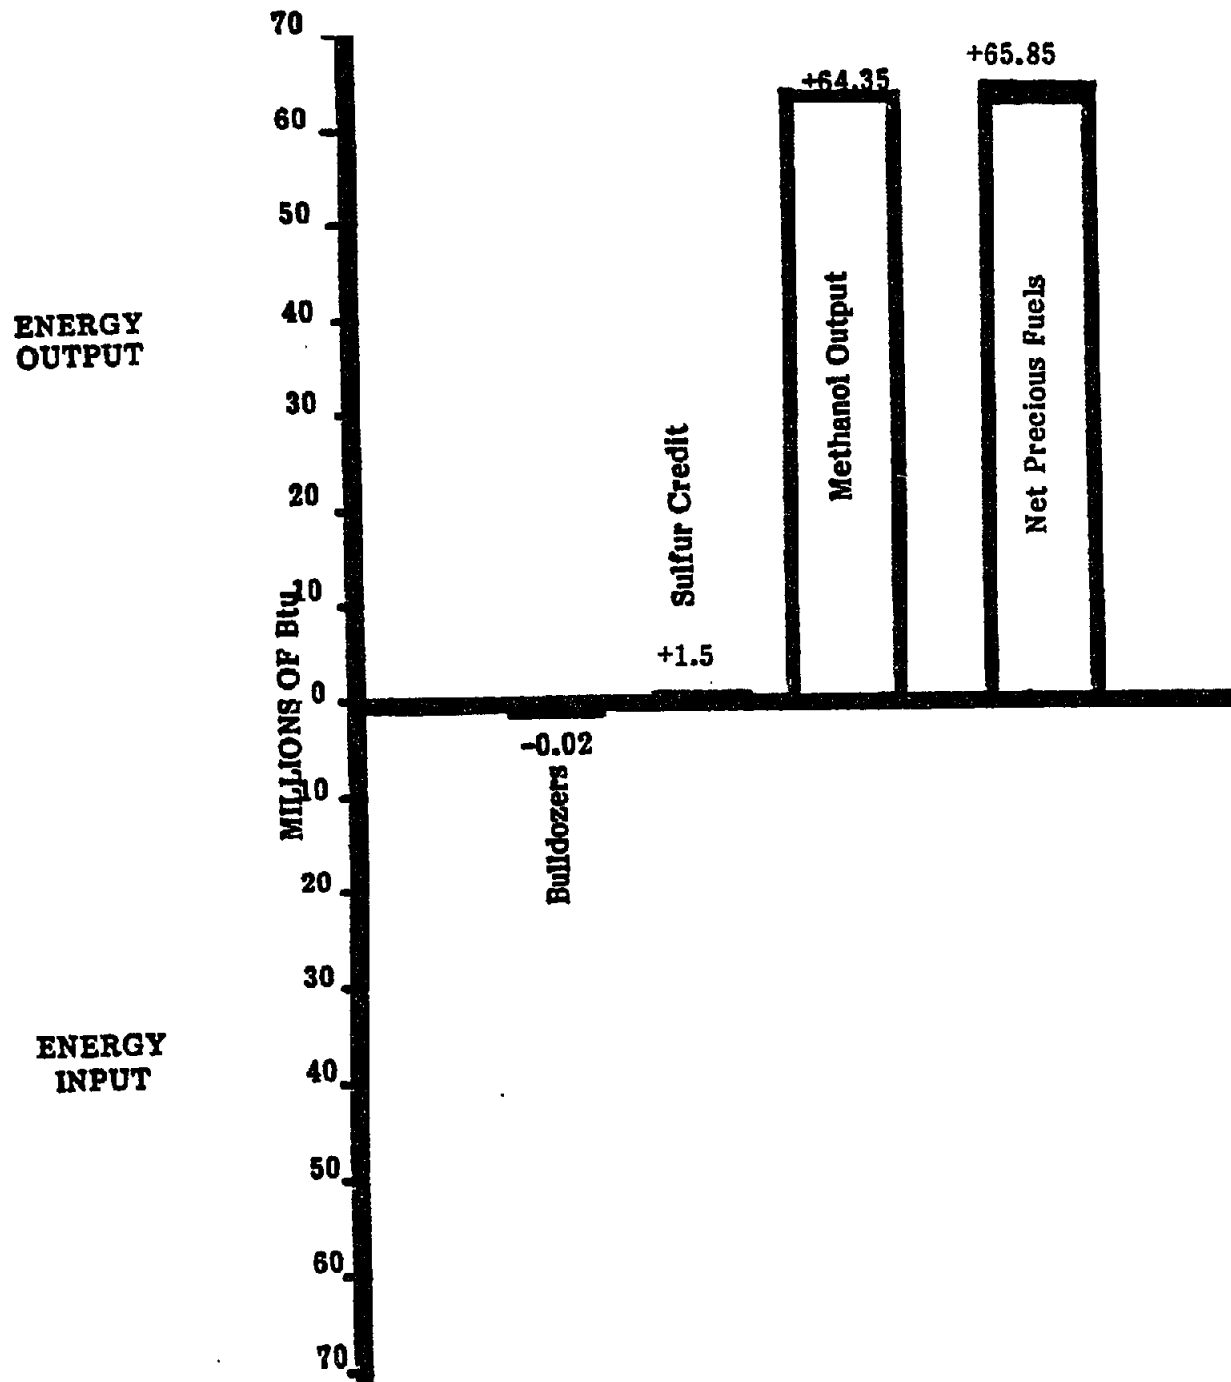 70
60
50
40
30
20
10
0
10
20
30
40
50
60
70
MILLIONS OF Btu
ENERGY
OUTPUT
ENERGY
INPUT
-0.02
Bulldozers
Sulfur Credit
+1.5
+64.35
Methanol Output
+65.85
Net Precious Fuels